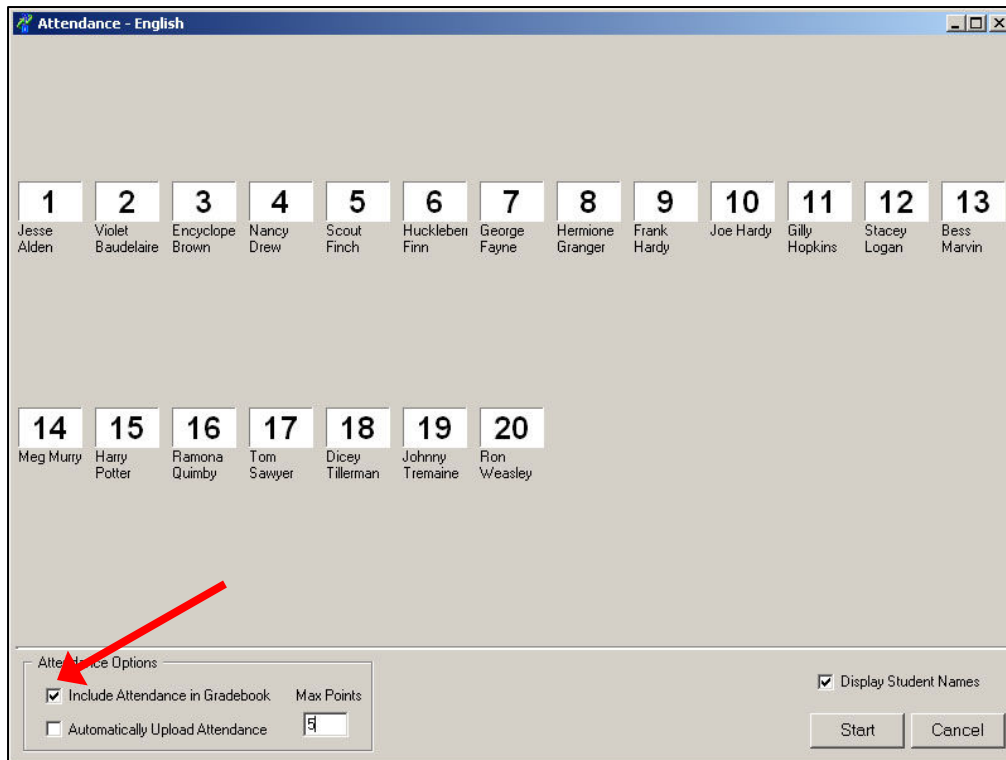 Attendance - English
1 2 3 4 5 6 7 8 9 10 11 12 13
Jesse Violet Encyclope Nancy Scout Huckleberr George Hermione Frank Joe Hardy Gilly Stacey Bess
Alden Baudelaire Brown Drew Finch Finn Fayne Granger Hardy Hopkins Logan Marvin
14 15 16 17 18 19 20
Meg Murry Harry Ramona Tom Dicey Johnny Ron
Potter Quimby Sawyer Tillerman Tremaine Weasley
Attendance Options
Include Attendance in Gradebook Max Points
Automatically Upload Attendance 5
Display Student Names
Start Cancel